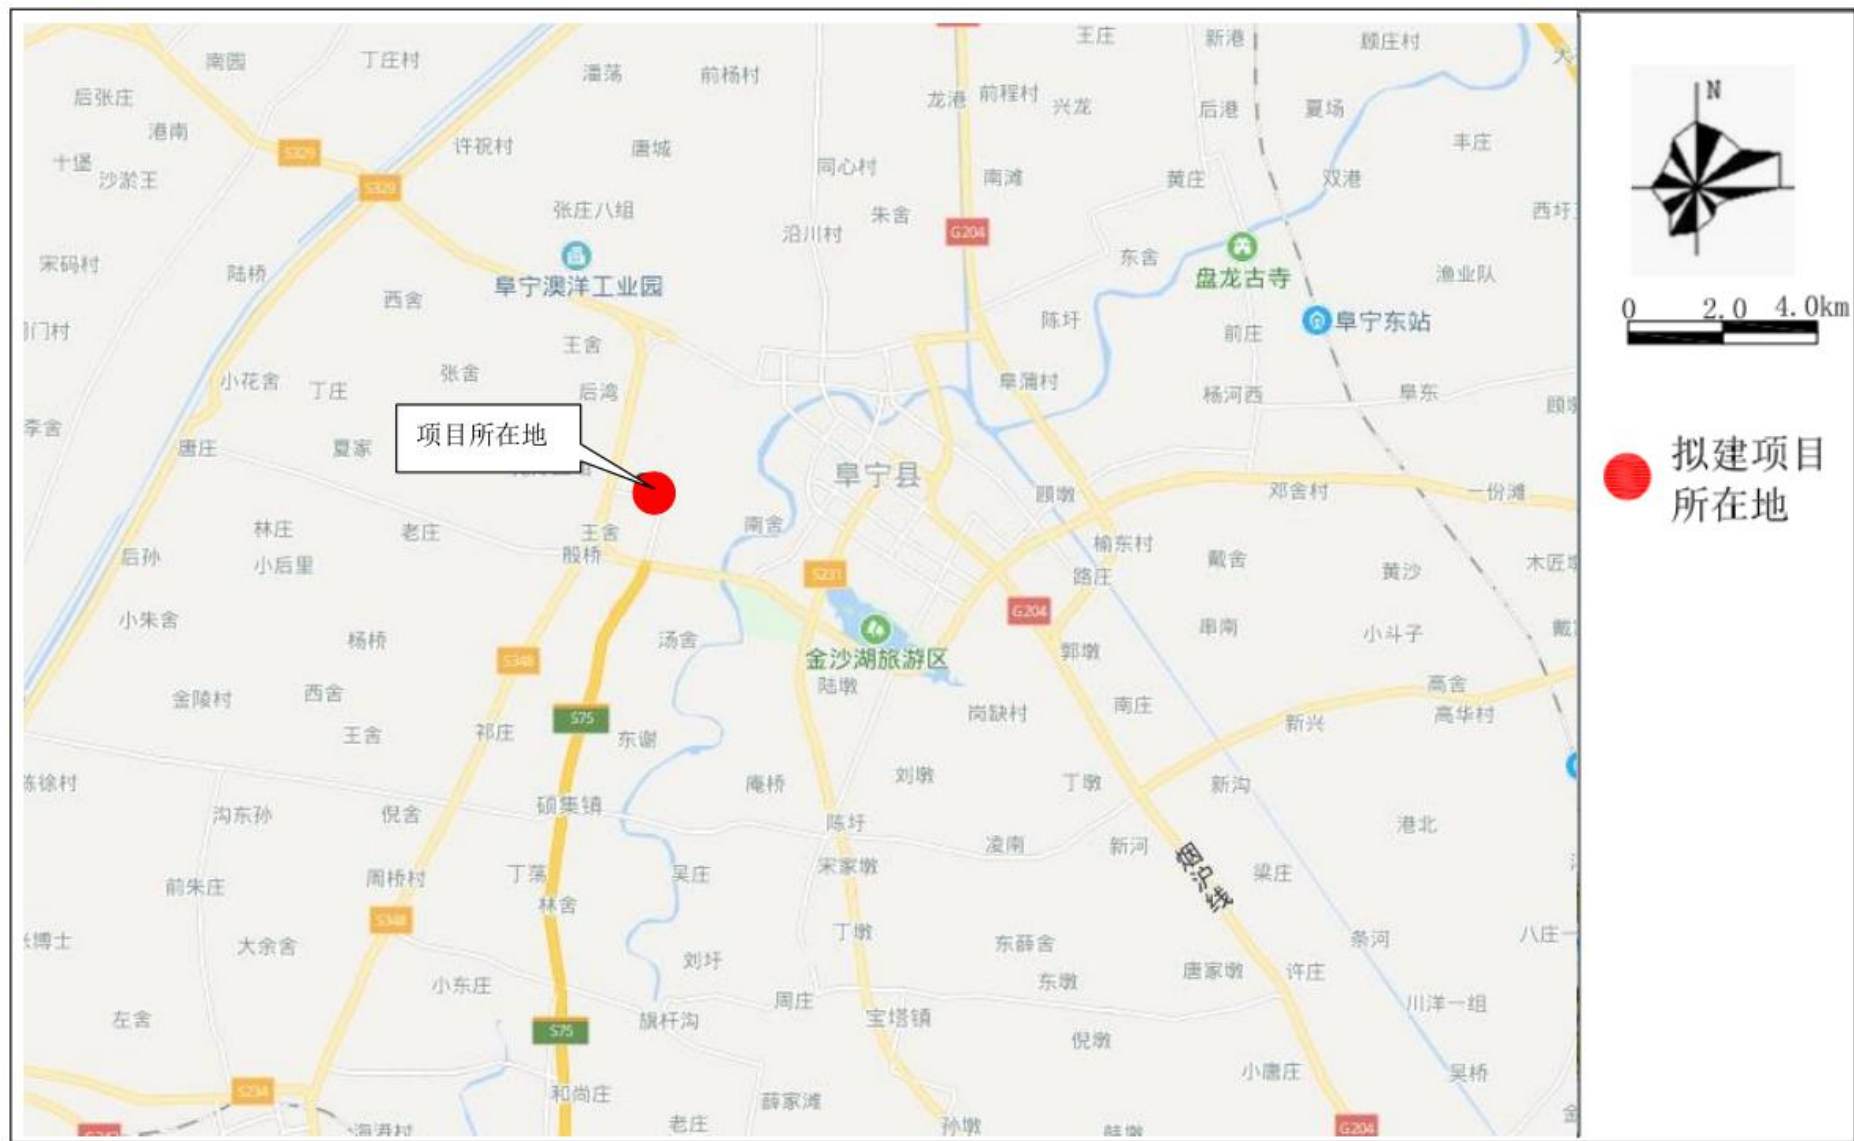 王庄
新港
顾庄村
南园
丁庄村
潘荡
前杨村
后张庄
龙港
前程村
兴龙
后港
夏场
港南
许祝村
唐城
丰庄
S329
十堡
沙淤王
S329
同心村
南滩
黄庄
双港
张庄八组
朱舍
西圩
沿川村
G204
东舍
宋码村
陆桥
阜宁澳洋工业园
盘龙古寺
渔业队
西舍
陈圩
前庄
阜宁东站
门村
王舍
小花舍
丁庄
张舍
后湾
阜蒲村
杨河西
阜东
李舍
唐庄
夏家
项目所在地
阜宁县
顾墩
邓舍村
一份滩
林庄
老庄
王舍
南舍
后孙
小后里
殷桥
S231
榆东村
路庄
戴舍
黄沙
木匠
小朱舍
杨桥
汤舍
G204
串南
小斗子
S348
金沙湖旅游区
郭墩
金陵村
西舍
陆墩
高舍
S75
岗缺村
南庄
新兴
高华村
王舍
祁庄
东谢
陈徐村
庵桥
刘墩
丁墩
新沟
沟东孙
倪舍
硕集镇
陈圩
凌南
新河
港北
前朱庄
周桥村
丁荡
吴庄
宋家墩
烟沪线
梁庄
林舍
S348
博士
大余舍
丁墩
东薛舍
条河
八庄一
小东庄
刘圩
东墩
唐家墩
许庄
左舍
周庄
旗杆沟
宝塔镇
川洋一组
S75
倪墩
S234
和尚庄
薛家滩
小唐庄
吴桥
老庄
孙墩
G204
N
0 2.0 4.0km
拟建项目
所在地